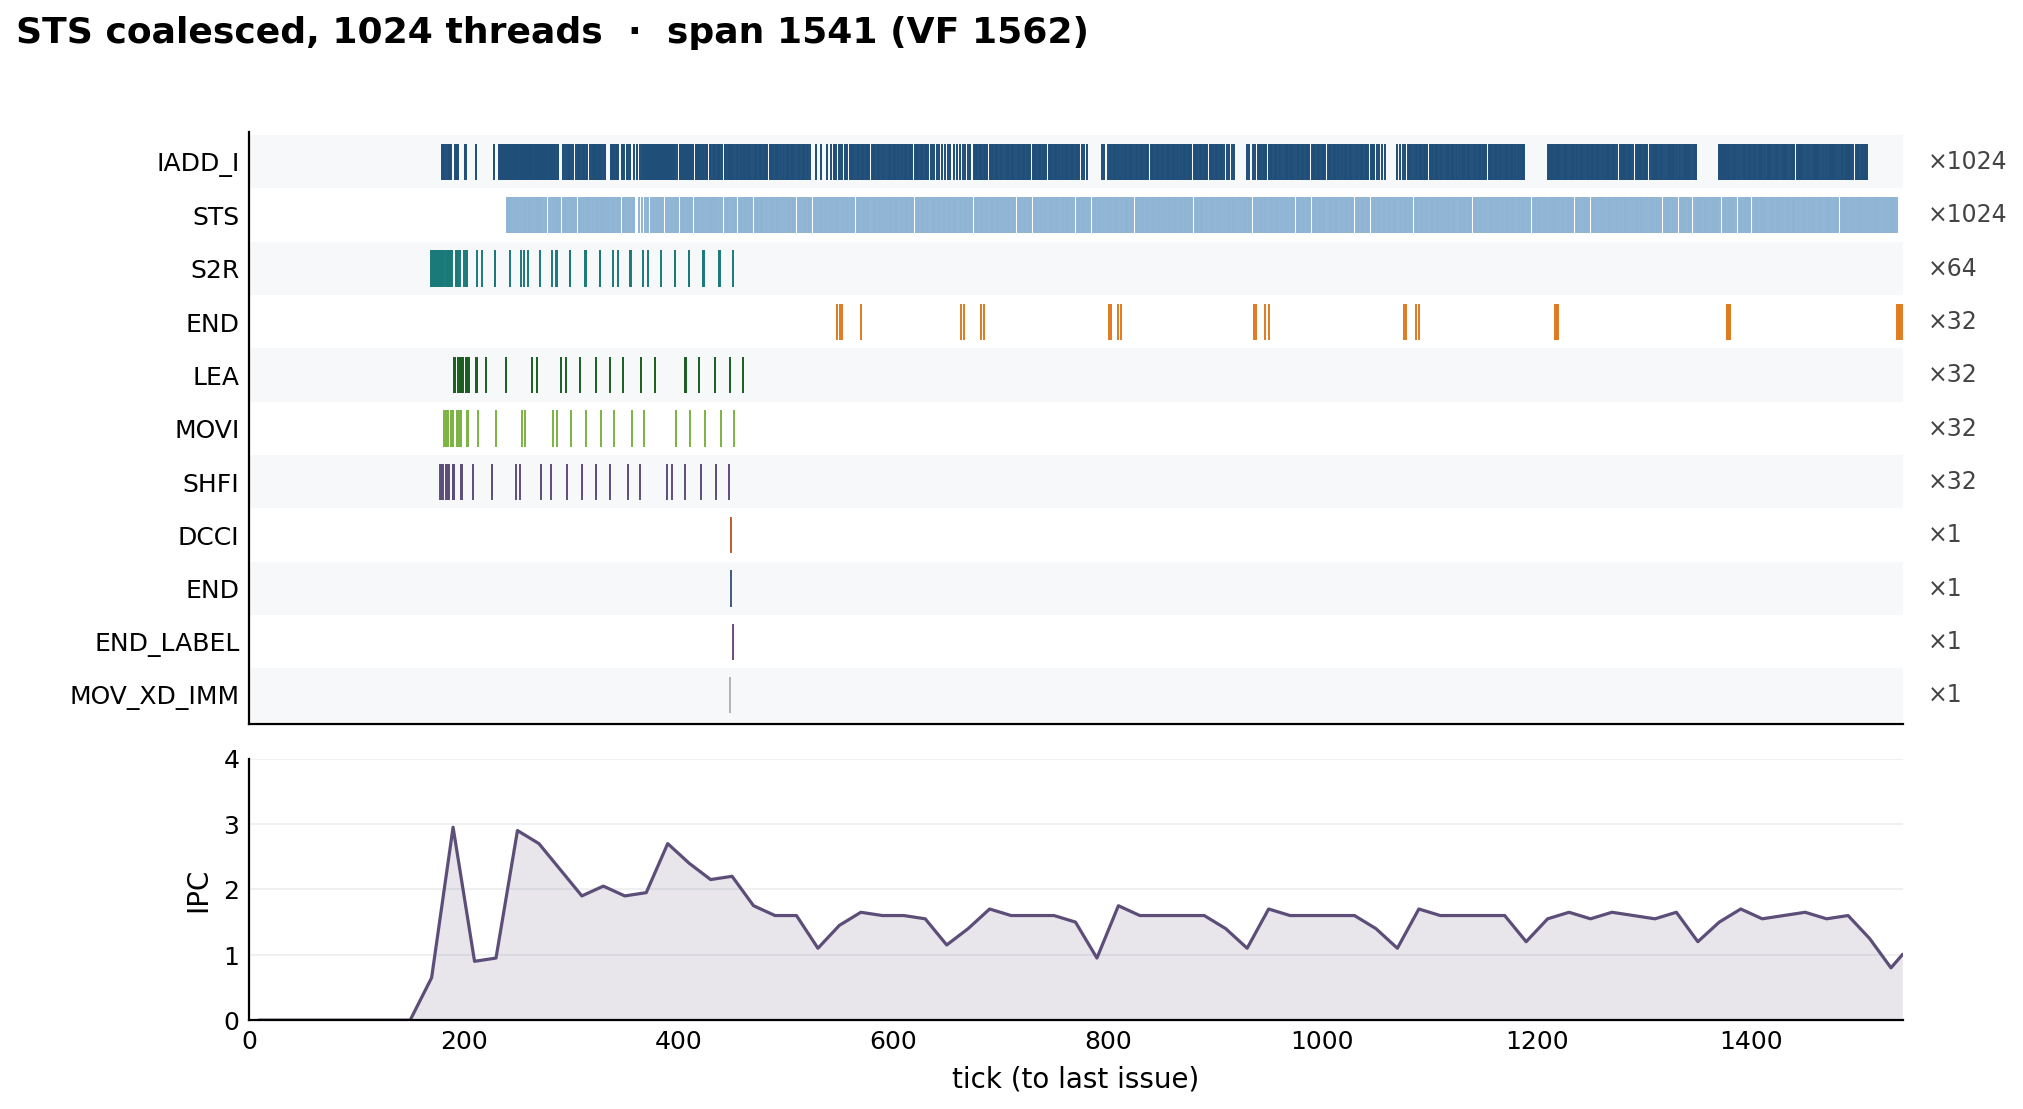 STS coalesced, 1024 threads · span 1541 (VF 1562)
IADD_I ×1024
STS ×1024
S2R ×64
END ×32
LEA ×32
MOVI ×32
SHFI ×32
DCCI ×1
END ×1
END_LABEL ×1
MOV_XD_IMM ×1
4
3
2
1
0
IPC
0 200 400 600 800 1000 1200 1400
tick (to last issue)